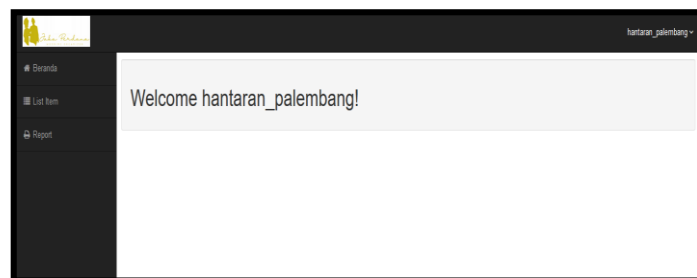 hantaran_palembang
Beranda
List Item
Report
Welcome hantaran_palembang!